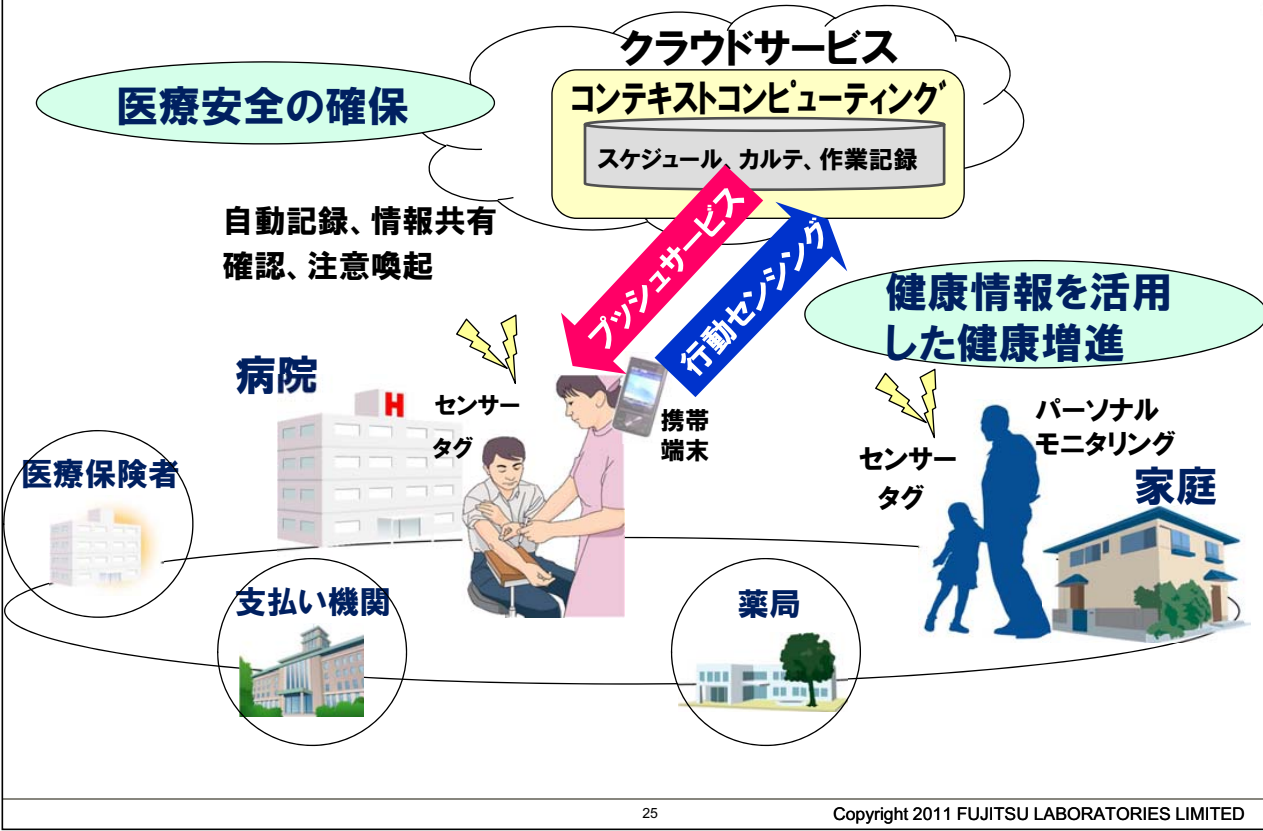 クラウドサービス
コンテキストコンピューティング
スケジュール、カルテ、作業記録
医療安全の確保
自動記録、情報共有
確認、注意喚起
プッシュサービス
行動センシング
健康情報を活用
した健康増進
病院
H
センサー
タグ
携帯
端末
パーソナル
モニタリング
センサー
タグ
家庭
医療保険者
支払い機関
薬局
25
Copyright 2011 FUJITSU LABORATORIES LIMITED